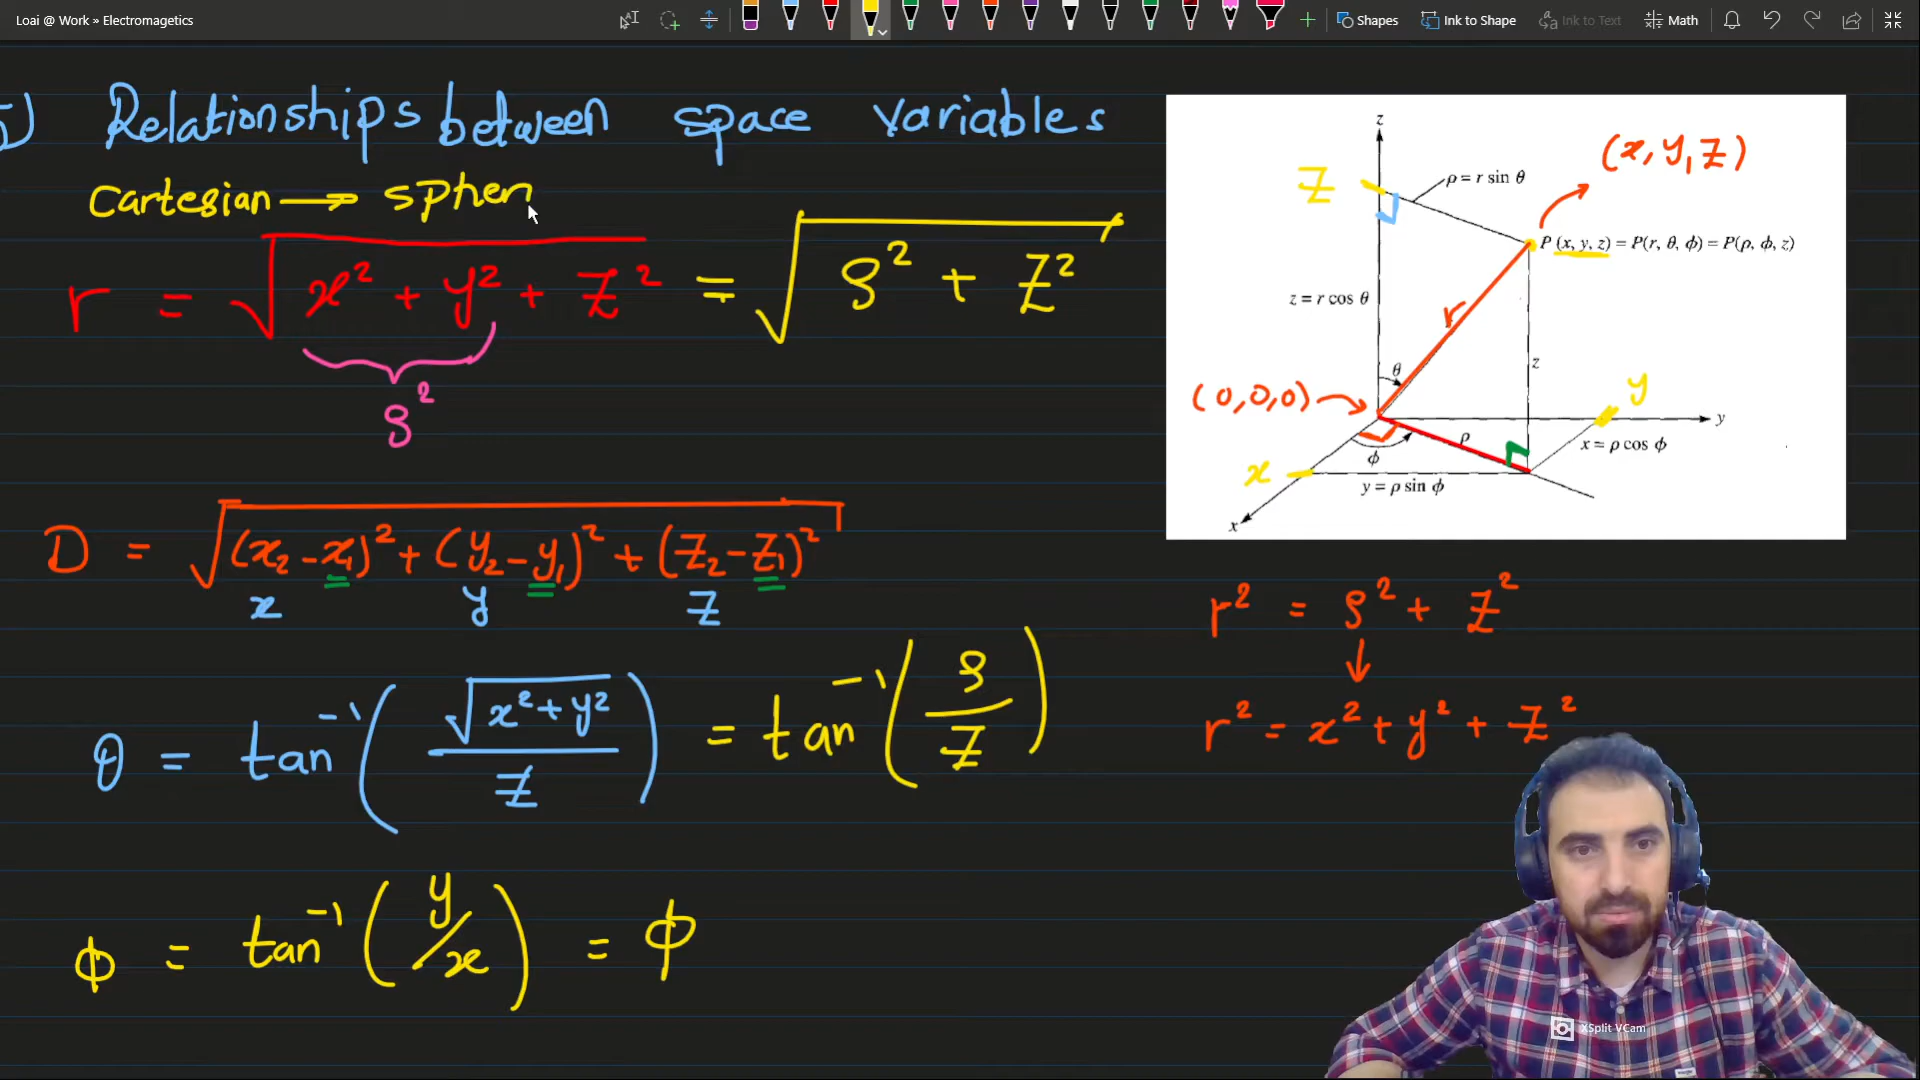 Loai @ Work » Electromagetics
Shapes Ink to Shape Ink to Text Math
5) Relationships between space variables
Cartesian → spher
r = √(x² + y² + z²) = √(ρ² + z²)
ρ²
D = √((x₂ - x₁)² + (y₂ - y₁)² + (z₂ - z₁)²)
x y z
θ = tan⁻¹(√(x² + y²) / z) = tan⁻¹(ρ / z)
ϕ = tan⁻¹(y/x) = ϕ
z
(x, y, z)
Z
ρ = r sin θ
P (x, y, z) = P(r, θ, ϕ) = P(ρ, ϕ, z)
z = r cos θ
r
z
θ
(0,0,0)
y
y
ρ
x = ρ cos ϕ
ϕ
x
y = ρ sin ϕ
x
r² = ρ² + z²
↓
r² = x² + y² + z²
XSplit VCam